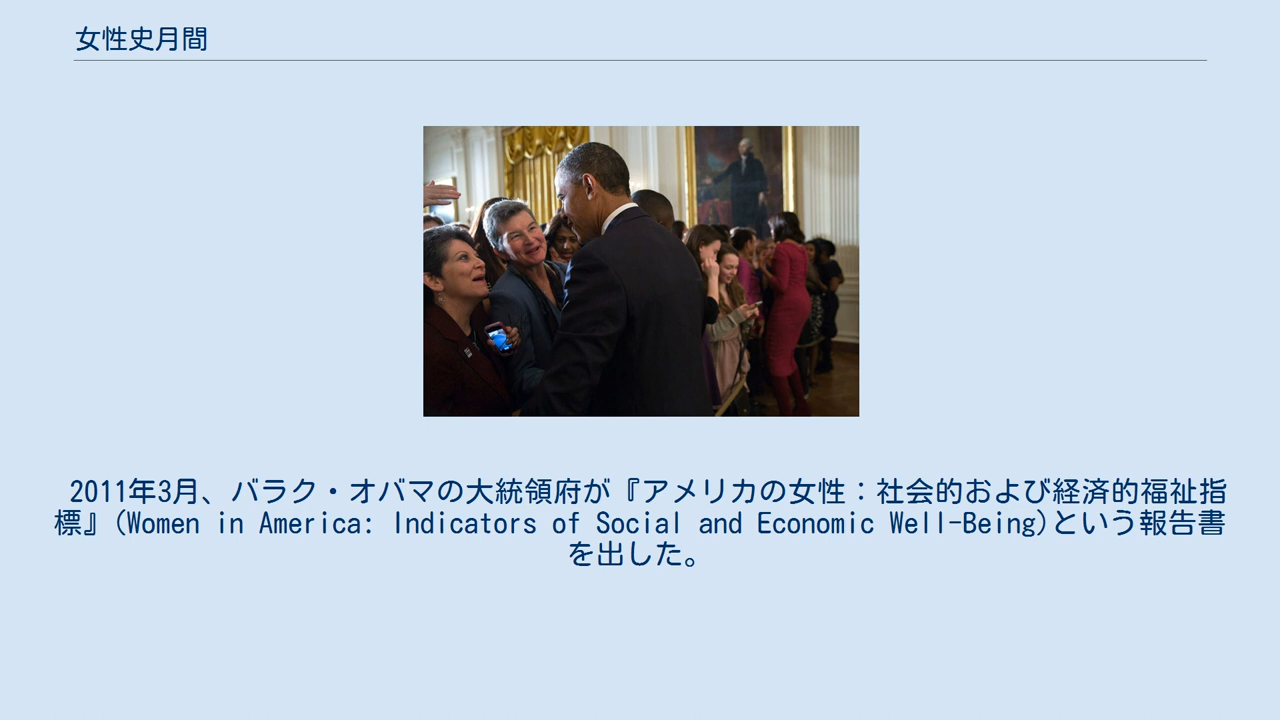 女性史月間
2011年3月、バラク・オバマの大統領府が『アメリカの女性：社会的および経済的福祉指
標』(Women in America: Indicators of Social and Economic Well-Being)という報告書
を出した。